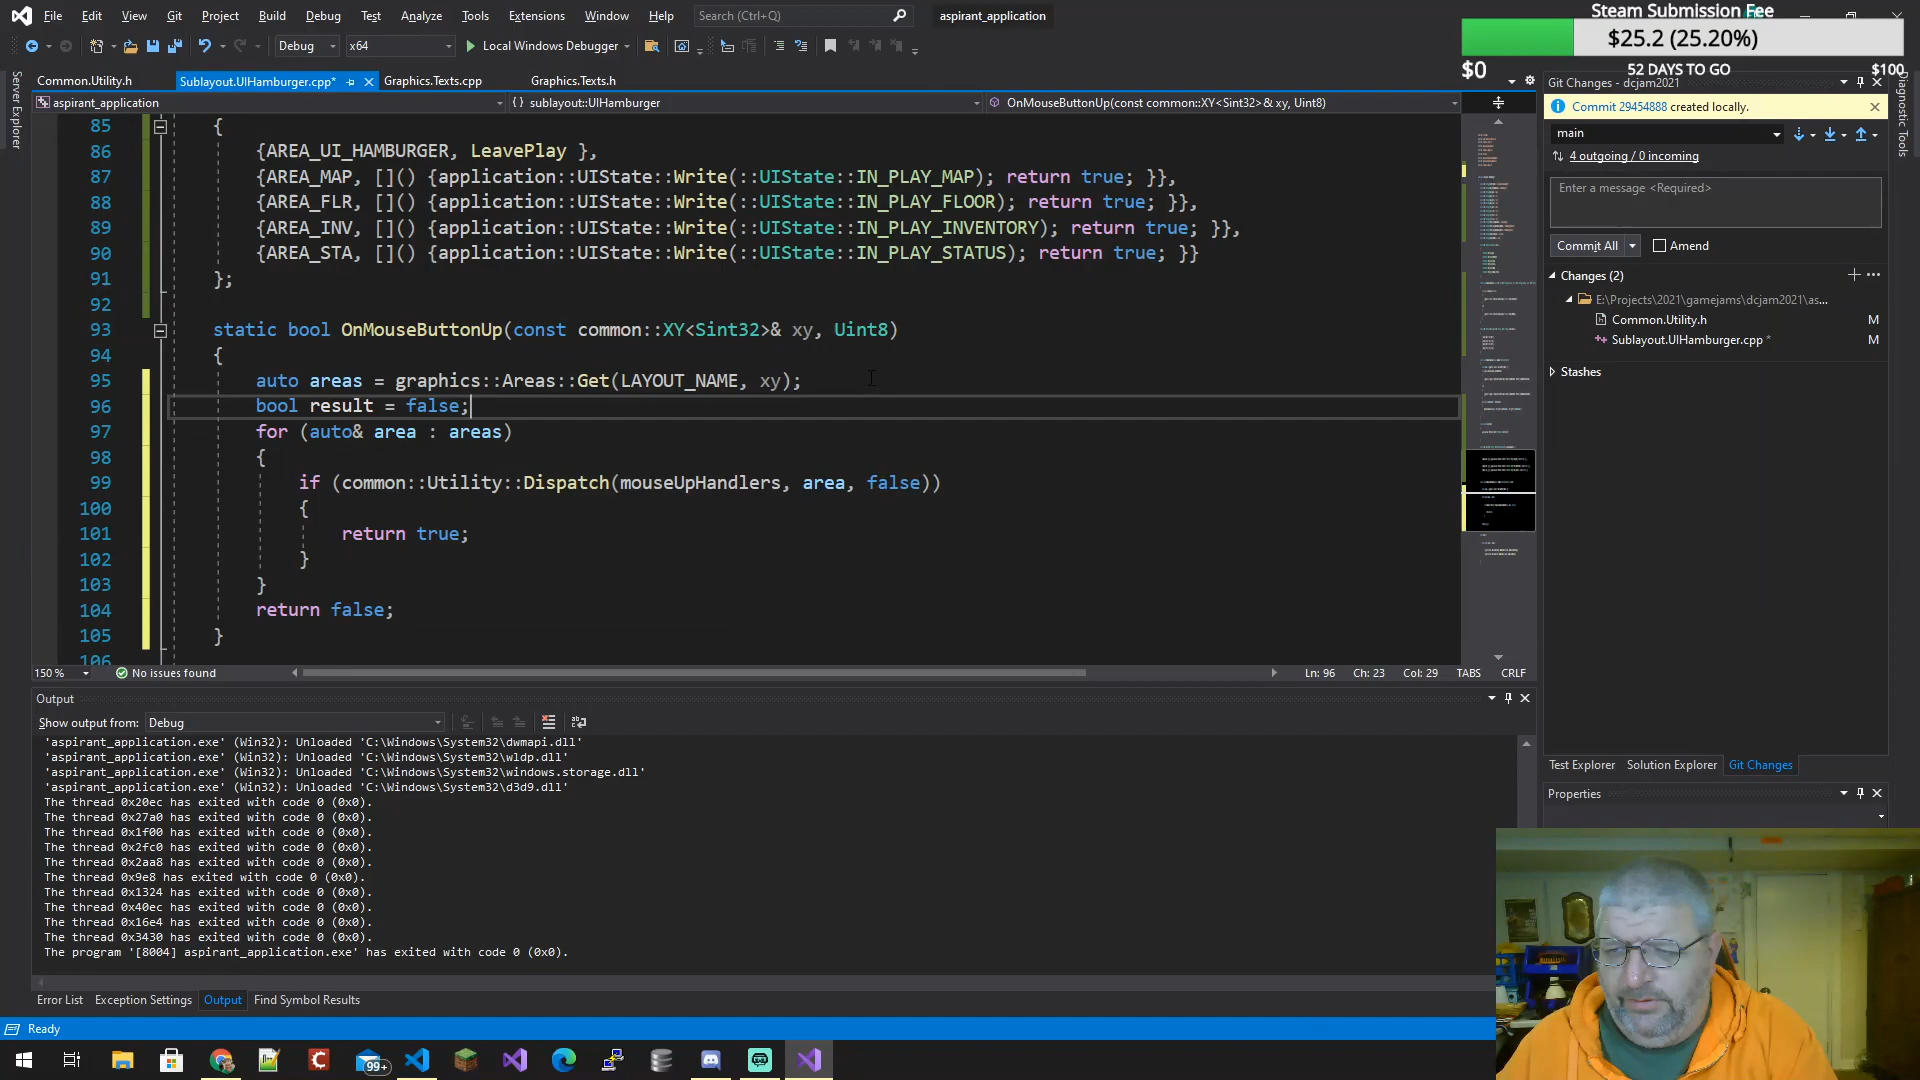 File Edit View Git Project Build Debug Test Analyze Tools Extensions Window Help Search (Ctrl+Q) aspirant_application
Steam Submission Fee
$25.2 (25.20%)
$0 52 DAYS TO GO $100
Debug x64 Local Windows Debugger
Server Explorer
Diagnostic Tools
Common.Utility.h Sublayout.UIHamburger.cpp* Graphics.Texts.cpp Graphics.Texts.h
aspirant_application {} sublayout::UIHamburger OnMouseButtonUp(const common::XY<Sint32>& xy, Uint8)
85 {
86 {AREA_UI_HAMBURGER, LeavePlay },
87 {AREA_MAP, []() {application::UIState::Write(::UIState::IN_PLAY_MAP); return true; }},
88 {AREA_FLR, []() {application::UIState::Write(::UIState::IN_PLAY_FLOOR); return true; }},
89 {AREA_INV, []() {application::UIState::Write(::UIState::IN_PLAY_INVENTORY); return true; }},
90 {AREA_STA, []() {application::UIState::Write(::UIState::IN_PLAY_STATUS); return true; }}
91 };
92
93 static bool OnMouseButtonUp(const common::XY<Sint32>& xy, Uint8)
94 {
95 auto areas = graphics::Areas::Get(LAYOUT_NAME, xy);
96 bool result = false;
97 for (auto& area : areas)
98 {
99 if (common::Utility::Dispatch(mouseUpHandlers, area, false))
100 {
101 return true;
102 }
103 }
104 return false;
105 }
106
150 % No issues found Ln: 96 Ch: 23 Col: 29 TABS CRLF
Output
Show output from: Debug
'aspirant_application.exe' (Win32): Unloaded 'C:\Windows\System32\dwmapi.dll'
'aspirant_application.exe' (Win32): Unloaded 'C:\Windows\System32\wldp.dll'
'aspirant_application.exe' (Win32): Unloaded 'C:\Windows\System32\windows.storage.dll'
'aspirant_application.exe' (Win32): Unloaded 'C:\Windows\System32\d3d9.dll'
The thread 0x20ec has exited with code 0 (0x0).
The thread 0x27a0 has exited with code 0 (0x0).
The thread 0x1f00 has exited with code 0 (0x0).
The thread 0x2fc0 has exited with code 0 (0x0).
The thread 0x2aa8 has exited with code 0 (0x0).
The thread 0x9e8 has exited with code 0 (0x0).
The thread 0x1324 has exited with code 0 (0x0).
The thread 0x40ec has exited with code 0 (0x0).
The thread 0x16e4 has exited with code 0 (0x0).
The thread 0x3430 has exited with code 0 (0x0).
The program '[8004] aspirant_application.exe' has exited with code 0 (0x0).
Error List Exception Settings Output Find Symbol Results
Ready
Git Changes - dcjam2021
Commit 29454888 created locally.
main
4 outgoing / 0 incoming
Enter a message <Required>
Commit All Amend
Changes (2)
E:\Projects\2021\gamejams\dcjam2021\as...
Common.Utility.h M
Sublayout.UIHamburger.cpp * M
Stashes
Test Explorer Solution Explorer Git Changes
Properties
99+